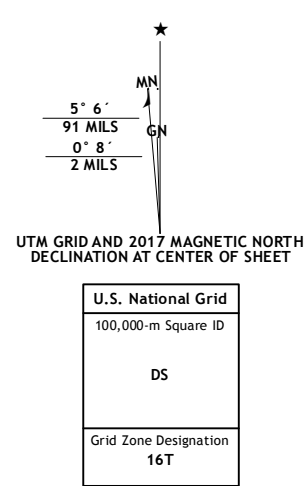 ★
MN
5° 6´
91 MILS
GN
0° 8´
2 MILS
UTM GRID AND 2017 MAGNETIC NORTH
DECLINATION AT CENTER OF SHEET
U.S. National Grid
100,000-m Square ID
DS
Grid Zone Designation
16T